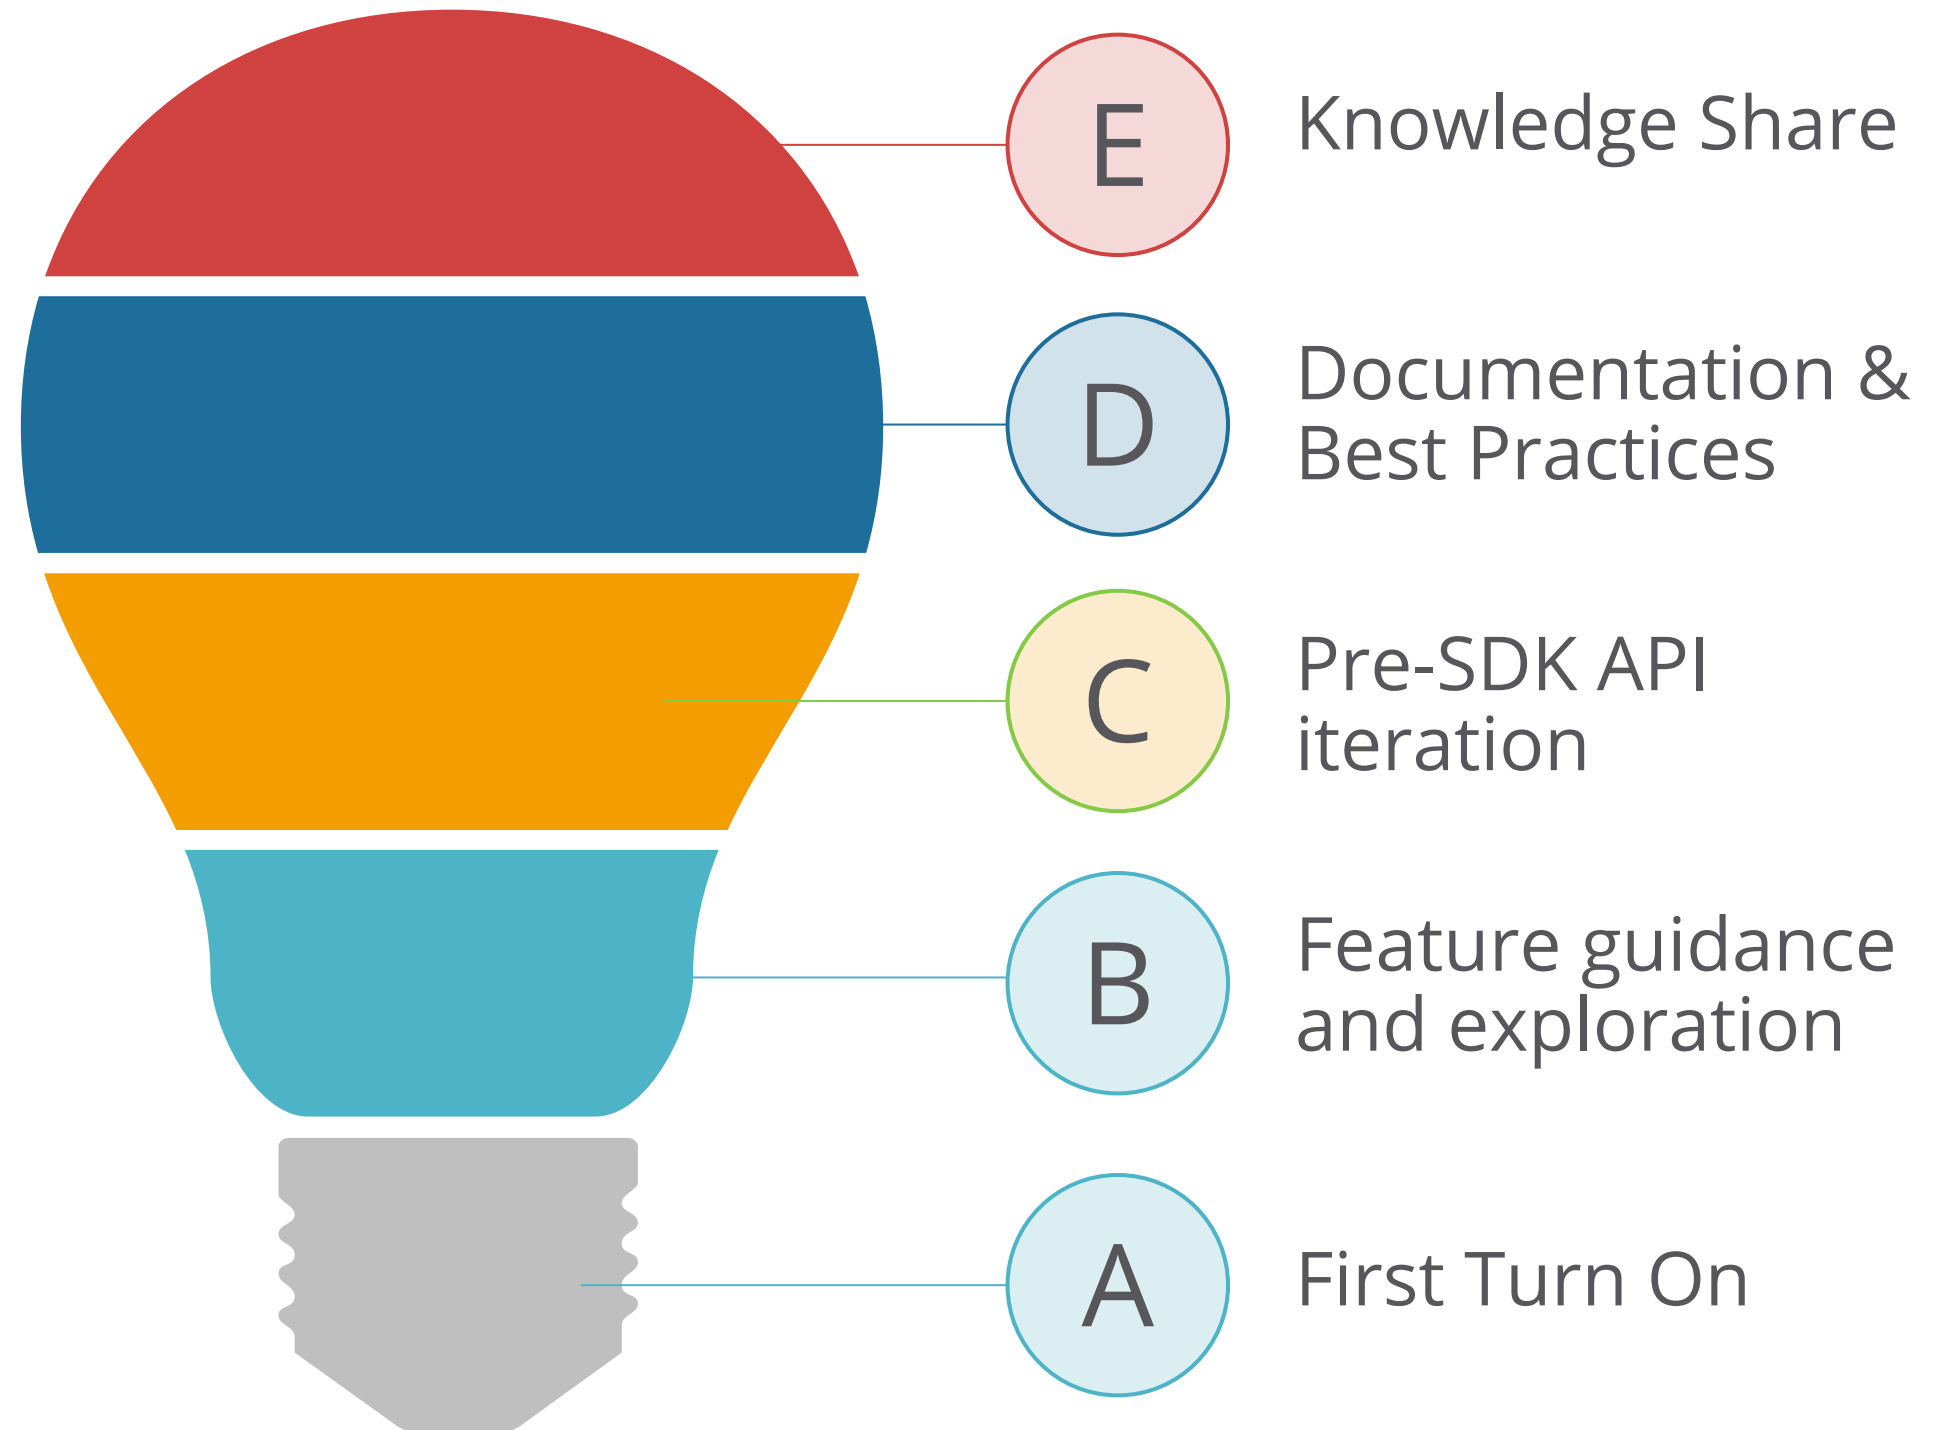 E
Knowledge Share
D
Documentation &
Best Practices
C
Pre-SDK API
iteration
B
Feature guidance
and exploration
A
First Turn On